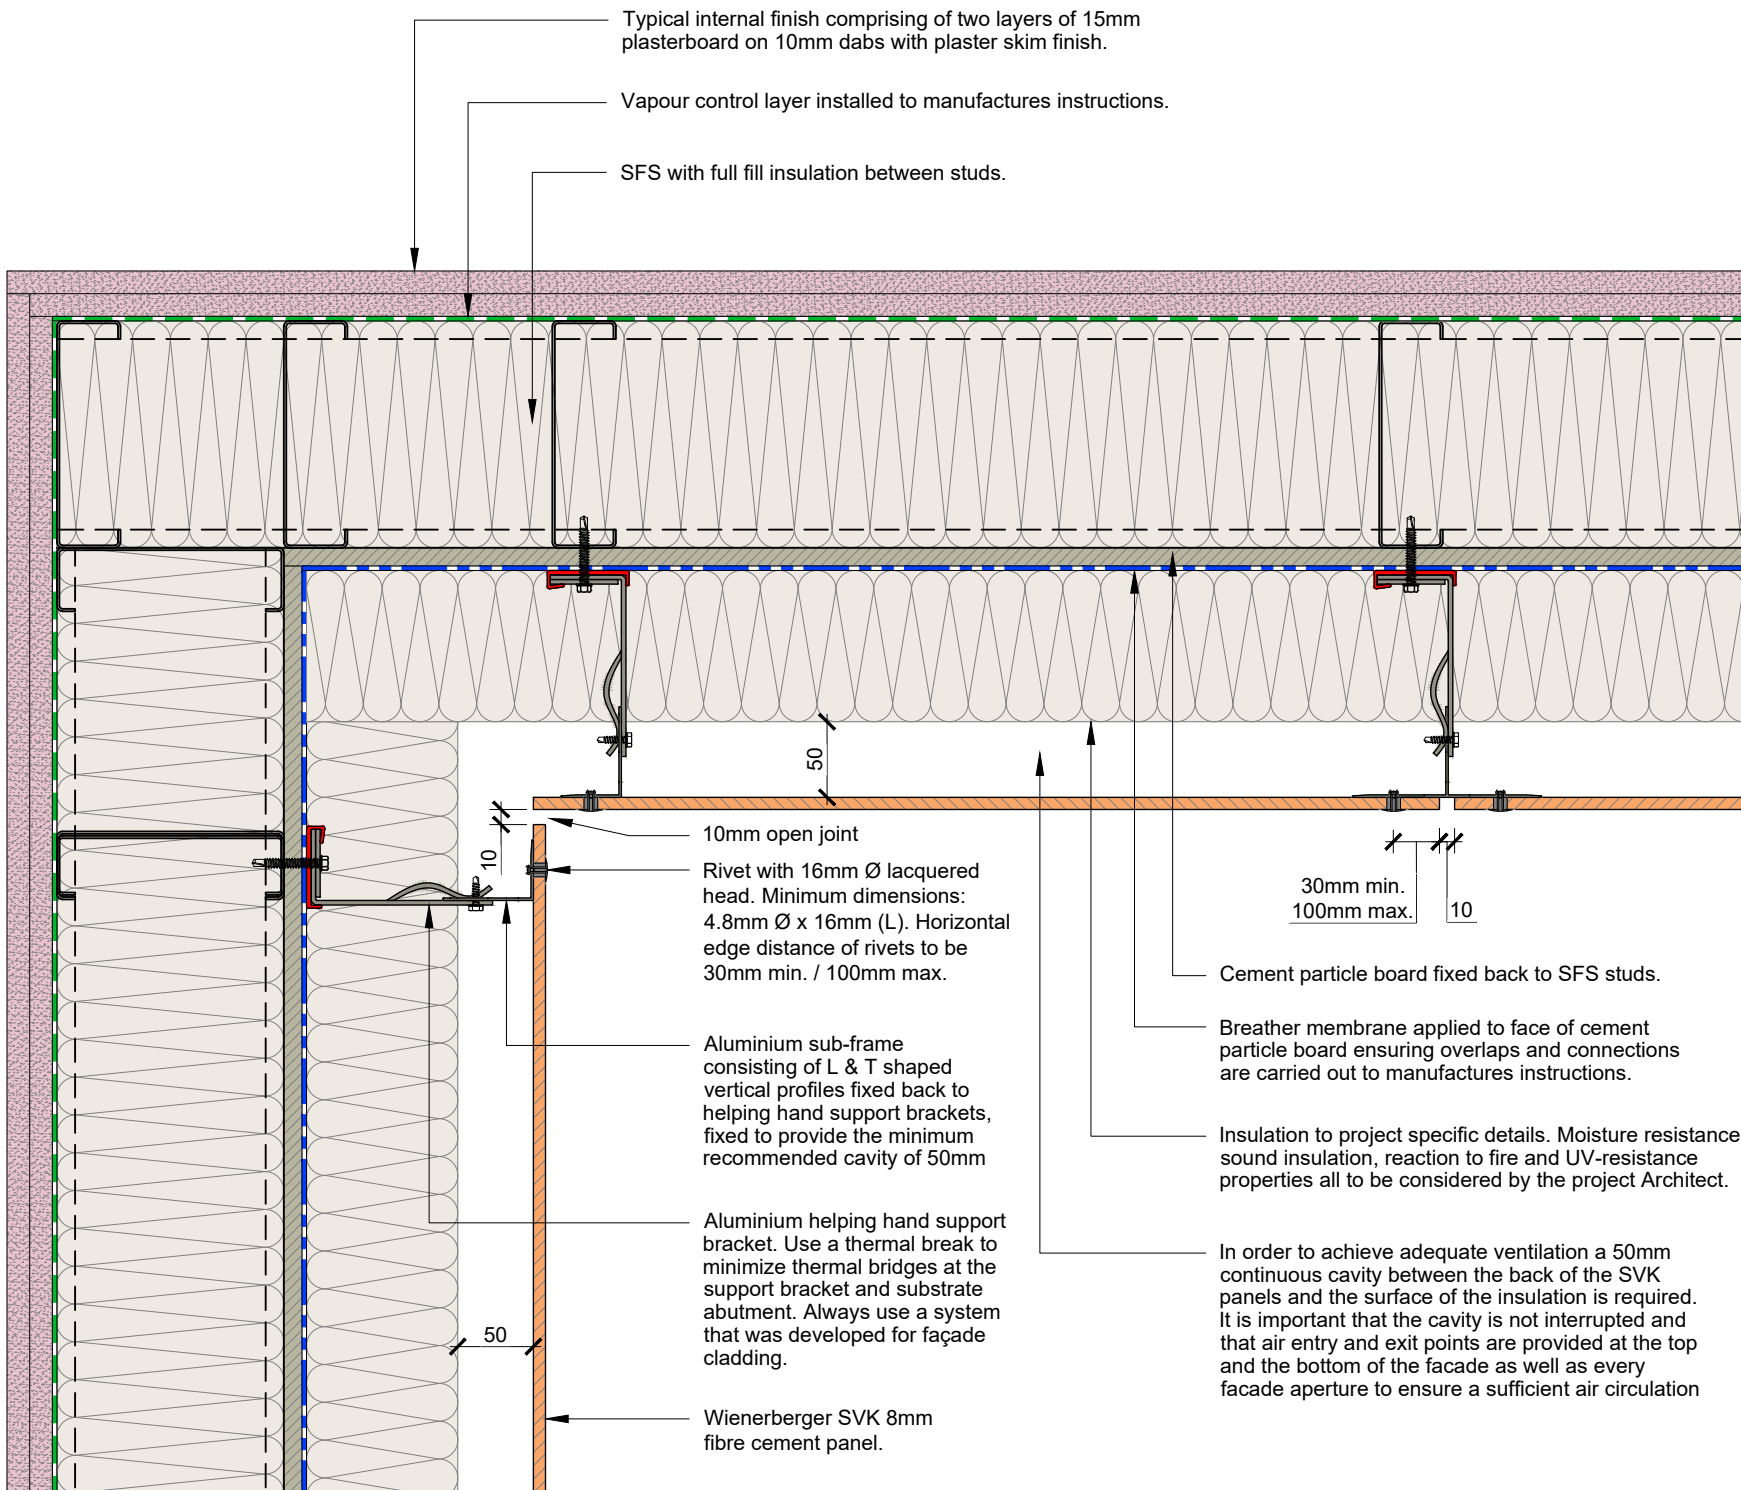 Typical internal finish comprising of two layers of 15mm
plasterboard on 10mm dabs with plaster skim finish.
Vapour control layer installed to manufactures instructions.
SFS with full fill insulation between studs.
50
10
10mm open joint
Rivet with 16mm Ø lacquered
head. Minimum dimensions:
4.8mm Ø x 16mm (L). Horizontal
edge distance of rivets to be
30mm min. / 100mm max.
Aluminium sub-frame
consisting of L & T shaped
vertical profiles fixed back to
helping hand support brackets,
fixed to provide the minimum
recommended cavity of 50mm
Aluminium helping hand support
bracket. Use a thermal break to
minimize thermal bridges at the
support bracket and substrate
abutment. Always use a system
that was developed for façade
cladding.
50
Wienerberger SVK 8mm
fibre cement panel.
30mm min.
100mm max.
10
Cement particle board fixed back to SFS studs.
Breather membrane applied to face of cement
particle board ensuring overlaps and connections
are carried out to manufactures instructions.
Insulation to project specific details. Moisture resistance
sound insulation, reaction to fire and UV-resistance
properties all to be considered by the project Architect.
In order to achieve adequate ventilation a 50mm
continuous cavity between the back of the SVK
panels and the surface of the insulation is required.
It is important that the cavity is not interrupted and
that air entry and exit points are provided at the top
and the bottom of the facade as well as every
facade aperture to ensure a sufficient air circulation